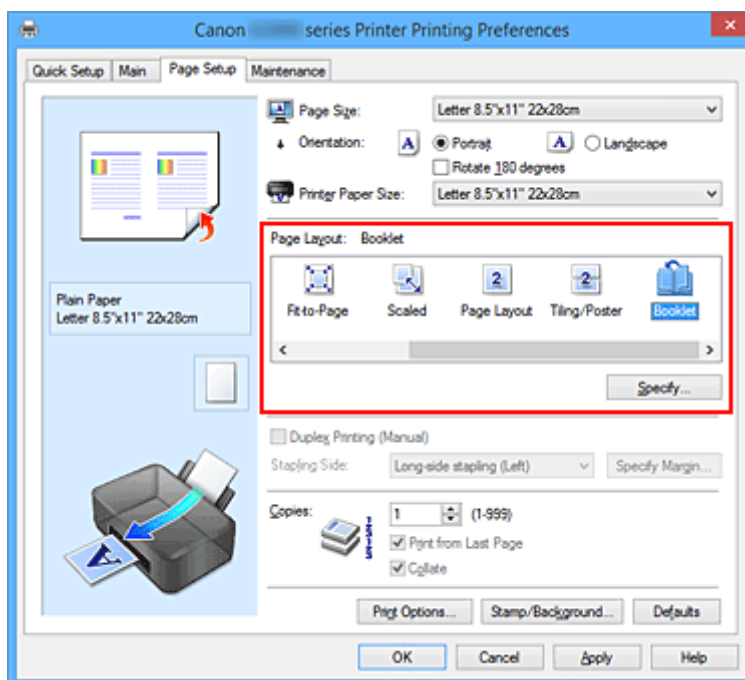 Canon series Printer Printing Preferences
Quick Setup Main Page Setup Maintenance
Page Size: Letter 8.5"x11" 22x28cm
Orientation: A Portrait A Landscape
Rotate 180 degrees
Printer Paper Size: Letter 8.5"x11" 22x28cm
Page Layout: Booklet
Fit-to-Page Scaled Page Layout Tiling/Poster Booklet
Specify...
Plain Paper
Letter 8.5"x11" 22x28cm
Duplex Printing (Manual)
Stapling Side: Long-side stapling (Left) Specify Margin...
Copies: 1 (1-999)
Print from Last Page
Collate
Print Options... Stamp/Background... Defaults
OK Cancel Apply Help